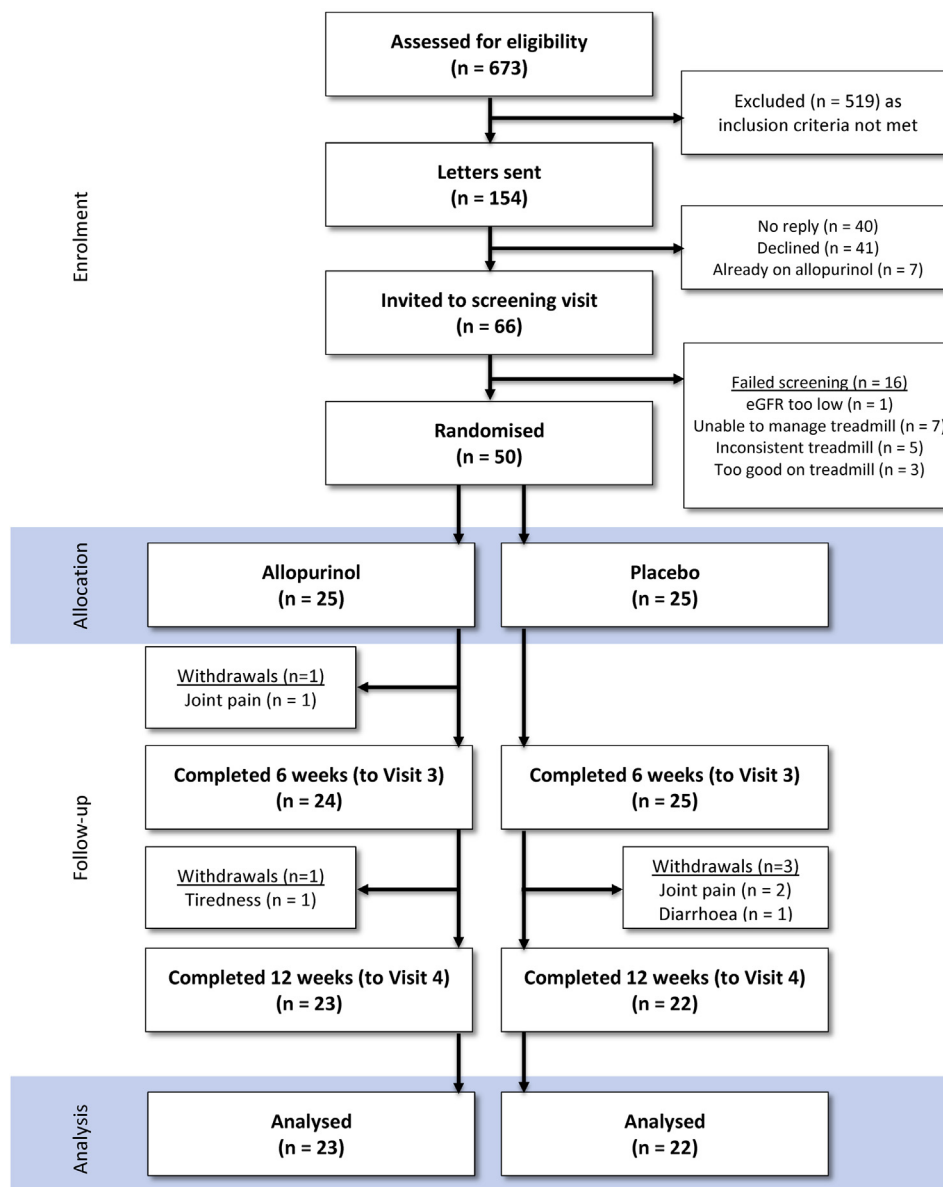 Assessed for eligibility
(n = 673)
Excluded (n = 519) as
inclusion criteria not met
Enrolment
Letters sent
(n = 154)
No reply (n = 40)
Declined (n = 41)
Already on allopurinol (n = 7)
Invited to screening visit
(n = 66)
Failed screening (n = 16)
eGFR too low (n = 1)
Unable to manage treadmill (n = 7)
Inconsistent treadmill (n = 5)
Too good on treadmill (n = 3)
Randomised
(n = 50)
Allocation
Allopurinol
(n = 25)
Placebo
(n = 25)
Follow-up
Withdrawals (n=1)
Joint pain (n = 1)
Completed 6 weeks (to Visit 3)
(n = 24)
Completed 6 weeks (to Visit 3)
(n = 25)
Withdrawals (n=1)
Tiredness (n = 1)
Withdrawals (n=3)
Joint pain (n = 2)
Diarrhoea (n = 1)
Completed 12 weeks (to Visit 4)
(n = 23)
Completed 12 weeks (to Visit 4)
(n = 22)
Analysis
Analysed
(n = 23)
Analysed
(n = 22)